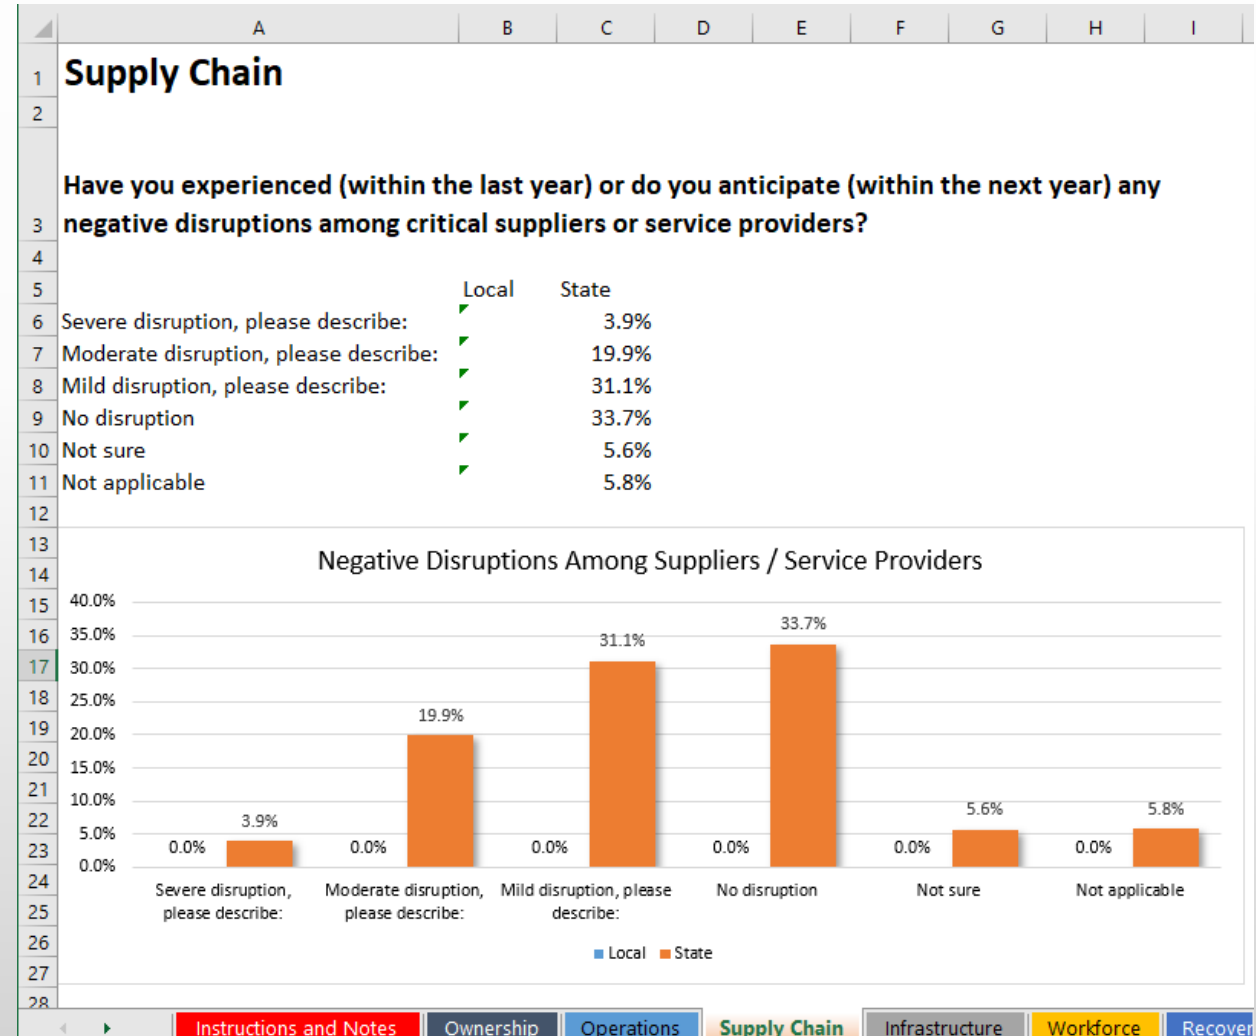 A B C D E F G H I
1 Supply Chain
2
Have you experienced (within the last year) or do you anticipate (within the next year) any
3 negative disruptions among critical suppliers or service providers?
4
5 Local State
6 Severe disruption, please describe: 3.9%
7 Moderate disruption, please describe: 19.9%
8 Mild disruption, please describe: 31.1%
9 No disruption 33.7%
10 Not sure 5.6%
11 Not applicable 5.8%
12
13
14
15
16
17
18
19
20
21
22
23
24
25
26
27
28
Negative Disruptions Among Suppliers / Service Providers
40.0%
35.0%
30.0%
25.0%
20.0%
15.0%
10.0%
5.0%
0.0%
0.0% 3.9% 0.0% 19.9% 0.0% 31.1% 0.0% 33.7% 0.0% 5.6% 0.0% 5.8%
Severe disruption, Moderate disruption, Mild disruption, please No disruption Not sure Not applicable
please describe: please describe: describe:
Local State
Instructions and Notes Ownership Operations Supply Chain Infrastructure Workforce Recover